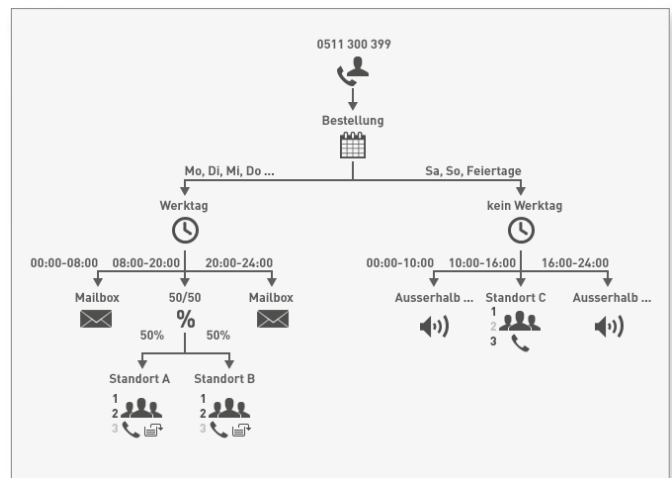 0511 300 399
Bestellung
Mo, Di, Mi, Do ...
Sa, So, Feiertage
Werktag
kein Werktag
00:00-08:00 08:00-20:00 20:00-24:00
00:00-10:00 10:00-16:00 16:00-24:00
Mailbox 50/50 Mailbox
Ausserhalb ... Standort C Ausserhalb ...
%
1
2
3
50% 50%
Standort A Standort B
1 1
2 2
3 3